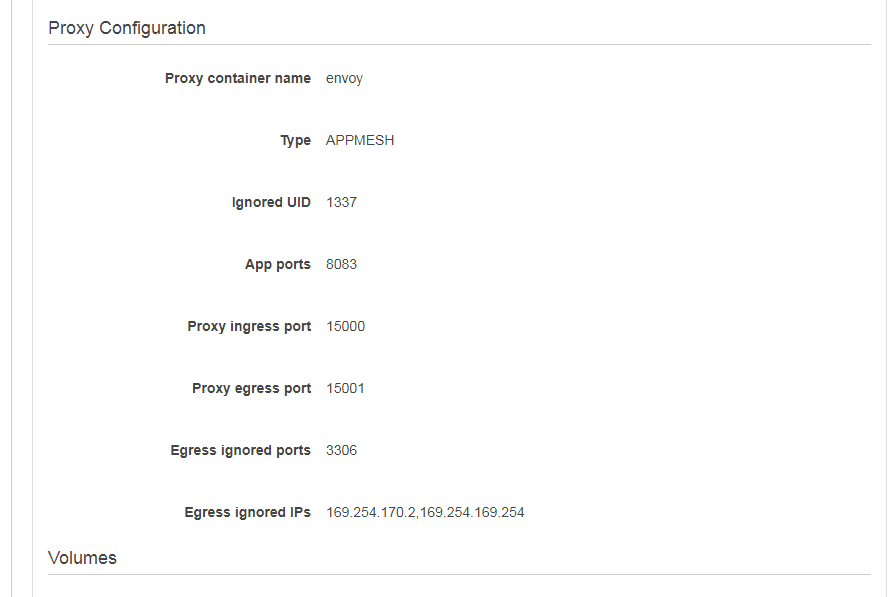 Proxy Configuration
Proxy container name envoy
Type APPMESH
Ignored UID 1337
App ports 8083
Proxy ingress port 15000
Proxy egress port 15001
Egress ignored ports 3306
Egress ignored IPs 169.254.170.2,169.254.169.254
Volumes